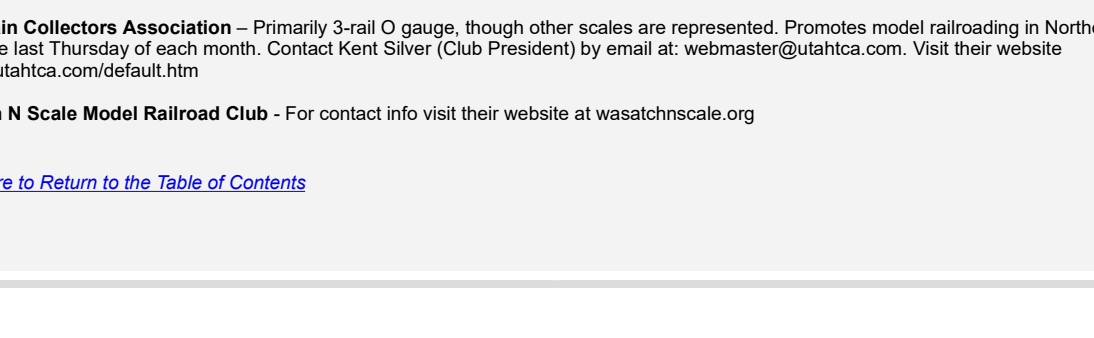 in Collectors Association – Primarily 3-rail O gauge, though other scales are represented. Promotes model railroading in North
e last Thursday of each month. Contact Kent Silver (Club President) by email at: webmaster@utahtca.com. Visit their website
utahtca.com/default.htm
N Scale Model Railroad Club - For contact info visit their website at wasatchnscale.org
re to Return to the Table of Contents